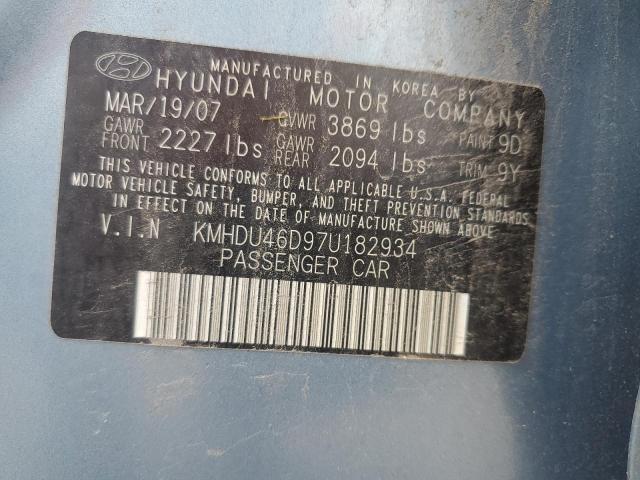 MANUFACTURED IN KOREA BY
HYUNDAI MOTOR COMPANY
MAR/19/07 GVWR 3869 lbs PAINT 9D
GAWR FRONT 2227 lbs GAWR REAR 2094 lbs TRIM 9Y
THIS VEHICLE CONFORMS TO ALL APPLICABLE U.S.A. FEDERAL
MOTOR VEHICLE SAFETY, BUMPER, AND THEFT PREVENTION STANDARDS
IN EFFECT ON THE DATE OF MANUFACTURE SHOWN ABOVE.
V.I.N KMHDU46D97U182934
PASSENGER CAR